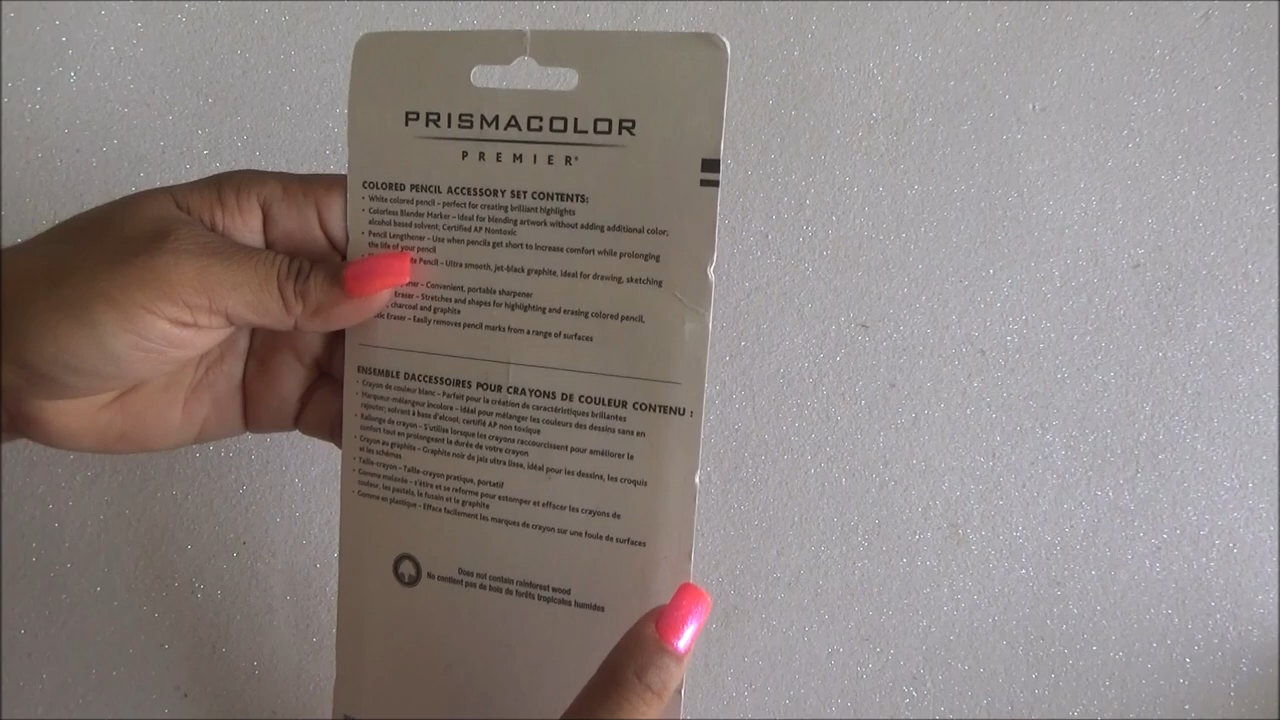 PRISMACOLOR
PREMIER®
COLORED PENCIL ACCESSORY SET CONTENTS:
• White colored pencil – perfect for creating brilliant highlights
• Colorless Blender Marker – Ideal for blending artwork without adding additional color;
alcohol based solvent; Certified AP Nontoxic
• Pencil Lengthener – Use when pencils get short to increase comfort while prolonging
the life of your pencil
Pencil – Ultra smooth, jet-black graphite, ideal for drawing, sketching
– Convenient, portable sharpener
Eraser – Stretches and shapes for highlighting and erasing colored pencil,
, charcoal and graphite
Eraser – Easily removes pencil marks from a range of surfaces
ENSEMBLE DACCESSOIRES POUR CRAYONS DE COULEUR CONTENU :
• Crayon de couleur blanc – Parfait pour la création de caractéristiques brillantes
• Marqueur mélangeur incolore – Idéal pour mélanger les couleurs des dessins sans en
rajouter; solvant à base d'alcool; certifié AP non toxique
• Rallonge de crayon – S'utilise lorsque les crayons raccourcissent pour améliorer le
confort tout en prolongeant la durée de votre crayon
• Crayon au graphite – Graphite noir de jais ultra lisse, idéal pour les dessins, les croquis
et les schémas
• Taille-crayon – Taille-crayon pratique, portatif
• Gomme malaxée – s'étire et se reforme pour estomper et effacer les crayons de
couleur, les pastels, le fusain et le graphite
• Gomme en plastique – Efface facilement les marques de crayon sur une foule de surfaces
Does not contain rainforest wood
No contient pas de bois de forêts tropicales humides